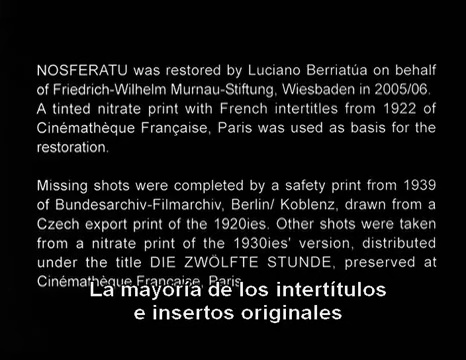 NOSFERATU was restored by Luciano Berriatúa on behalf
of Friedrich-Wilhelm Murnau-Stiftung, Wiesbaden in 2005/06.
A tinted nitrate print with French intertitles from 1922 of
Cinémathèque Française, Paris was used as basis for the
restoration.
Missing shots were completed by a safety print from 1939
of Bundesarchiv-Filmarchiv, Berlin/ Koblenz, drawn from a
Czech export print of the 1920ies. Other shots were taken
from a nitrate print of the 1930ies' version, distributed
under the title DIE ZWÖLFTE STUNDE, preserved at
Cinémathèque Française, Paris.
La mayoría de los intertítulos
e insertos originales